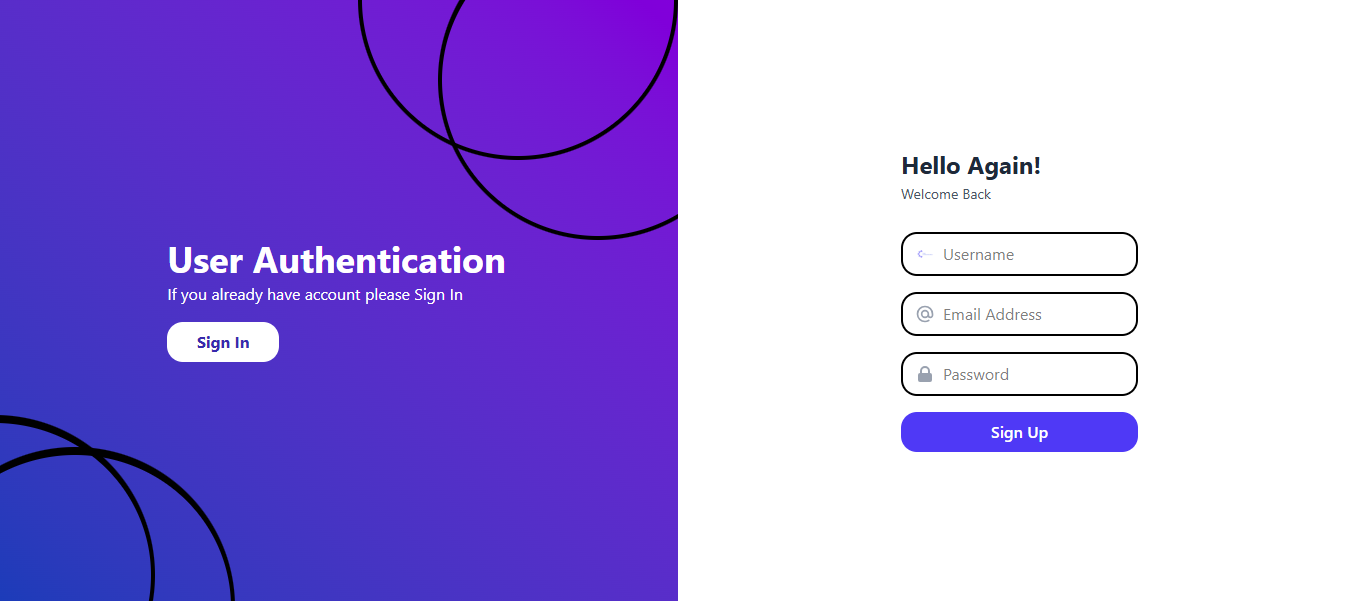 User Authentication
If you already have account please Sign In
Sign In
Hello Again!
Welcome Back
Username
Email Address
Password
Sign Up